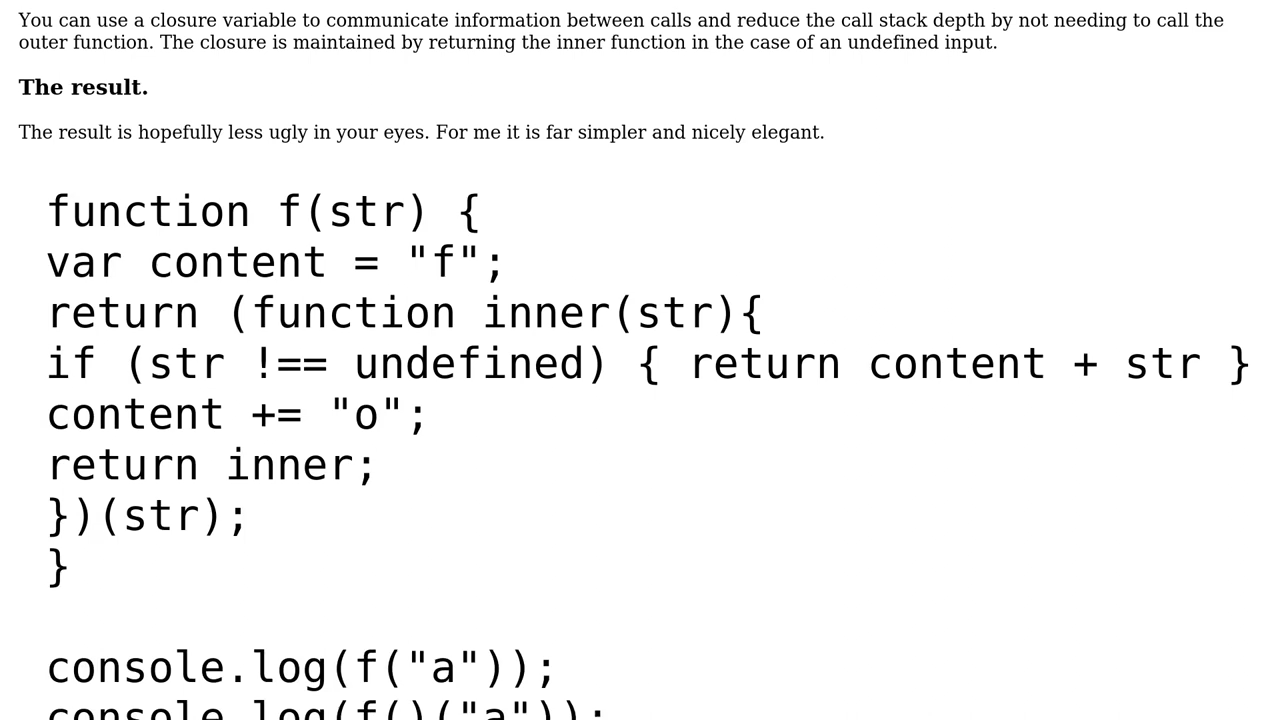 You can use a closure variable to communicate information between calls and reduce the call stack depth by not needing to call the
outer function. The closure is maintained by returning the inner function in the case of an undefined input.
The result.
The result is hopefully less ugly in your eyes. For me it is far simpler and nicely elegant.
function f(str) {
var content = "f";
return (function inner(str){
if (str !== undefined) { return content + str }
content += "o";
return inner;
})(str);
}
console.log(f("a"));
console.log(f()("a"));